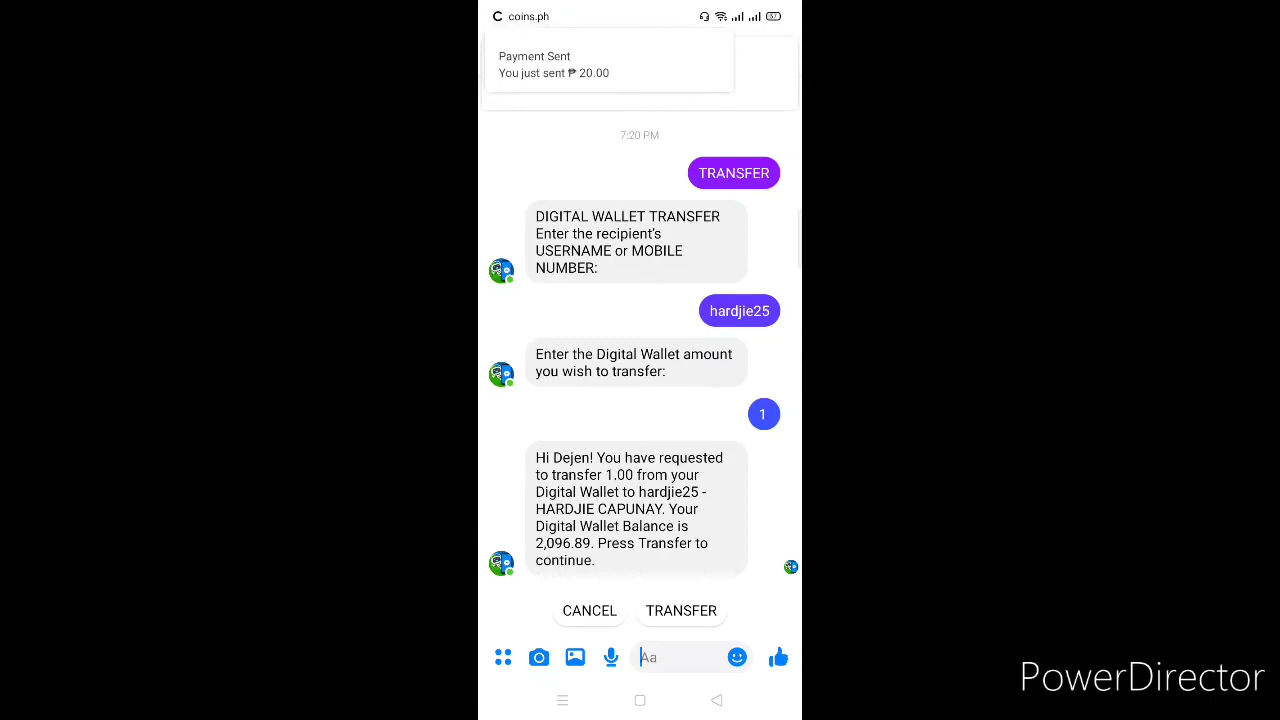 coins.ph
57
Payment Sent
You just sent ₱ 20.00
7:20 PM
TRANSFER
DIGITAL WALLET TRANSFER
Enter the recipient's
USERNAME or MOBILE
NUMBER:
hardjie25
Enter the Digital Wallet amount
you wish to transfer:
1
Hi Dejen! You have requested
to transfer 1.00 from your
Digital Wallet to hardjie25 -
HARDJIE CAPUNAY. Your
Digital Wallet Balance is
2,096.89. Press Transfer to
continue.
CANCEL TRANSFER
Aa
PowerDirector